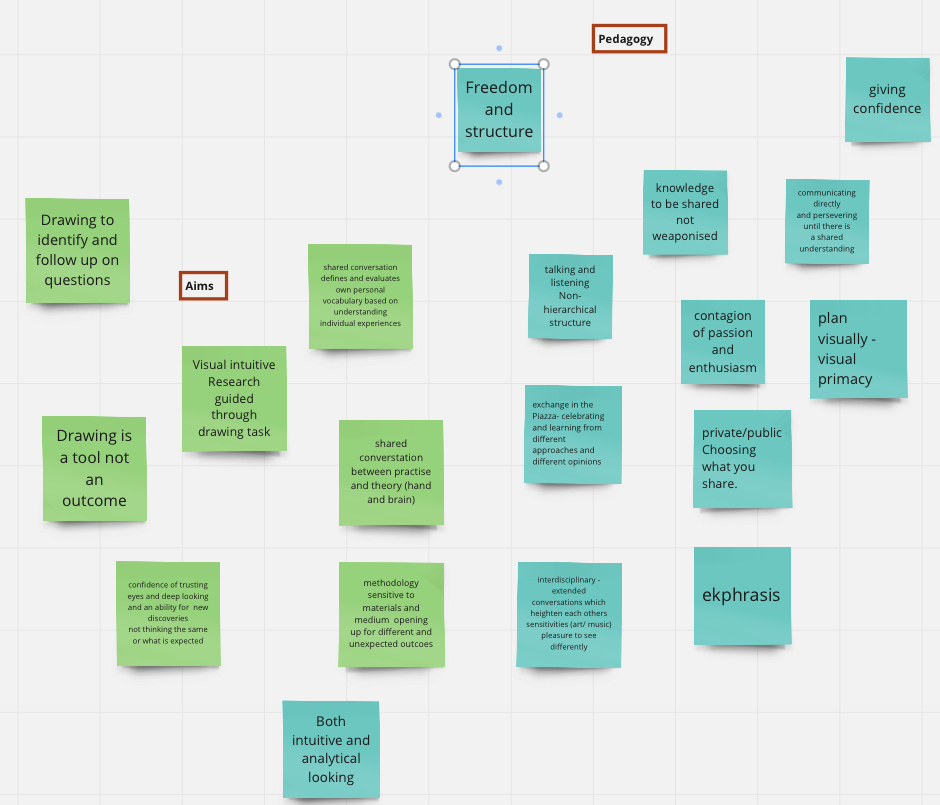 Pedagogy
Freedom
and
structure
giving
confidence
knowledge
to be shared
not
weaponised
communicating
directly
and persevering
until there is
a shared
understanding
Drawing to
identify and
follow up on
questions
Aims
shared conversation
defines and evaluates
own personal
vocabulary based on
understanding
individual experiences
talking and
listening
Non-
hierarchical
structure
contagion
of passion
and
enthusiasm
plan
visually -
visual
primacy
Visual intuitive
Research
guided
through
drawing task
exchange in the
Piazza- celebrating
and learning from
different
approaches and
different opinions
private/public
Choosing
what you
share.
Drawing is
a tool not
an
outcome
shared
converstation
between practise
and theory (hand
and brain)
confidence of trusting
eyes and deep looking
and an ability for  new
discoveries
not thinking the same
or what is expected
methodology
sensitive to
materials and
medium  opening
up for different and
unexpected outcoes
interdisciplinary -
extended
conversations which
heighten each others
sensitivities (art/ music)
pleasure to see
differently
ekphrasis
Both
intuitive and
analytical
looking